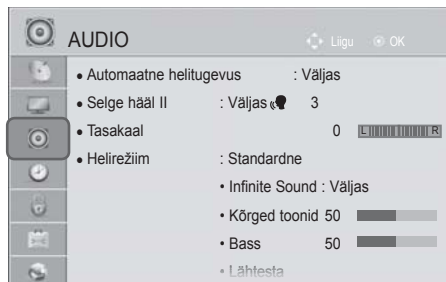 AUDIO Liigu OK
• Automaatne helitugevus : Väljas
• Selge hääl II : Väljas 3
• Tasakaal 0 L R
• Helirežiim : Standardne
• Infinite Sound : Väljas
• Kõrged toonid 50
• Bass 50
• Lähtesta